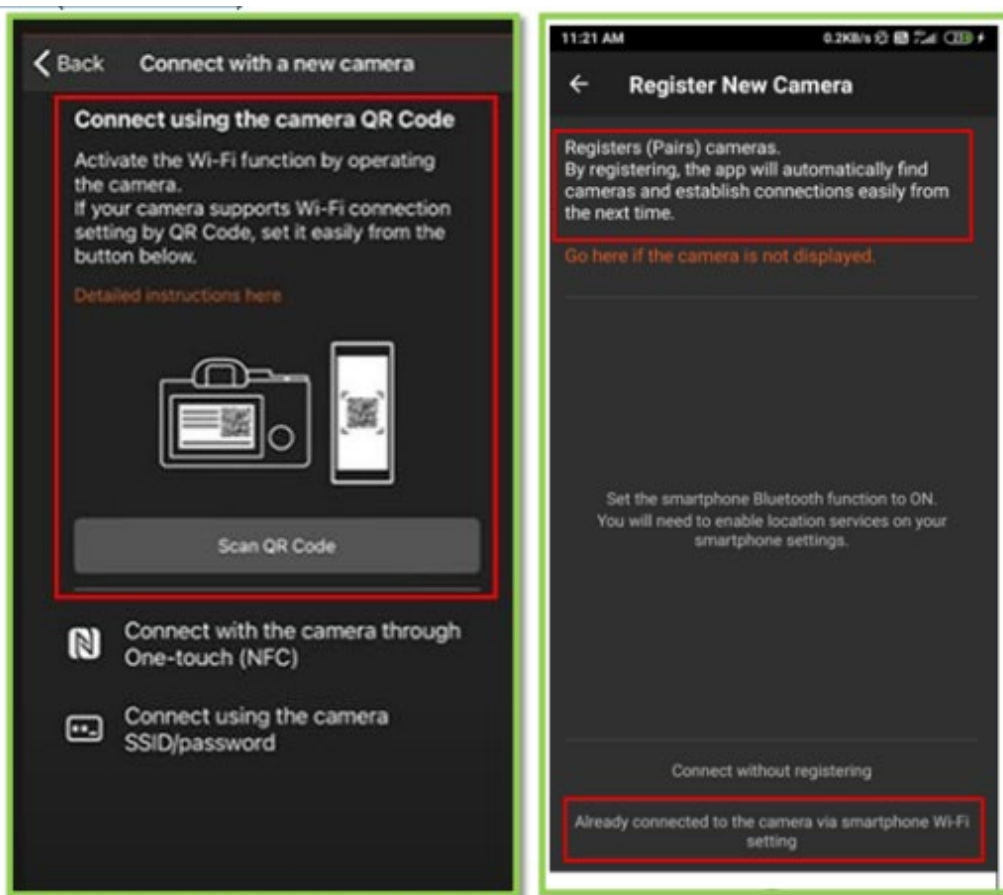 Back
Connect with a new camera
Connect using the camera QR Code
Activate the Wi-Fi function by operating
the camera.
If your camera supports Wi-Fi connection
setting by QR Code, set it easily from the
button below.
Detailed instructions here
Scan QR Code
Connect with the camera through
One-touch (NFC)
Connect using the camera
SSID/password
11:21 AM
0.2KB/s
Register New Camera
Registers (Pairs) cameras.
By registering, the app will automatically find
cameras and establish connections easily from
the next time.
Go here if the camera is not displayed.
Set the smartphone Bluetooth function to ON.
You will need to enable location services on your
smartphone settings.
Connect without registering
Already connected to the camera via smartphone Wi-Fi
setting